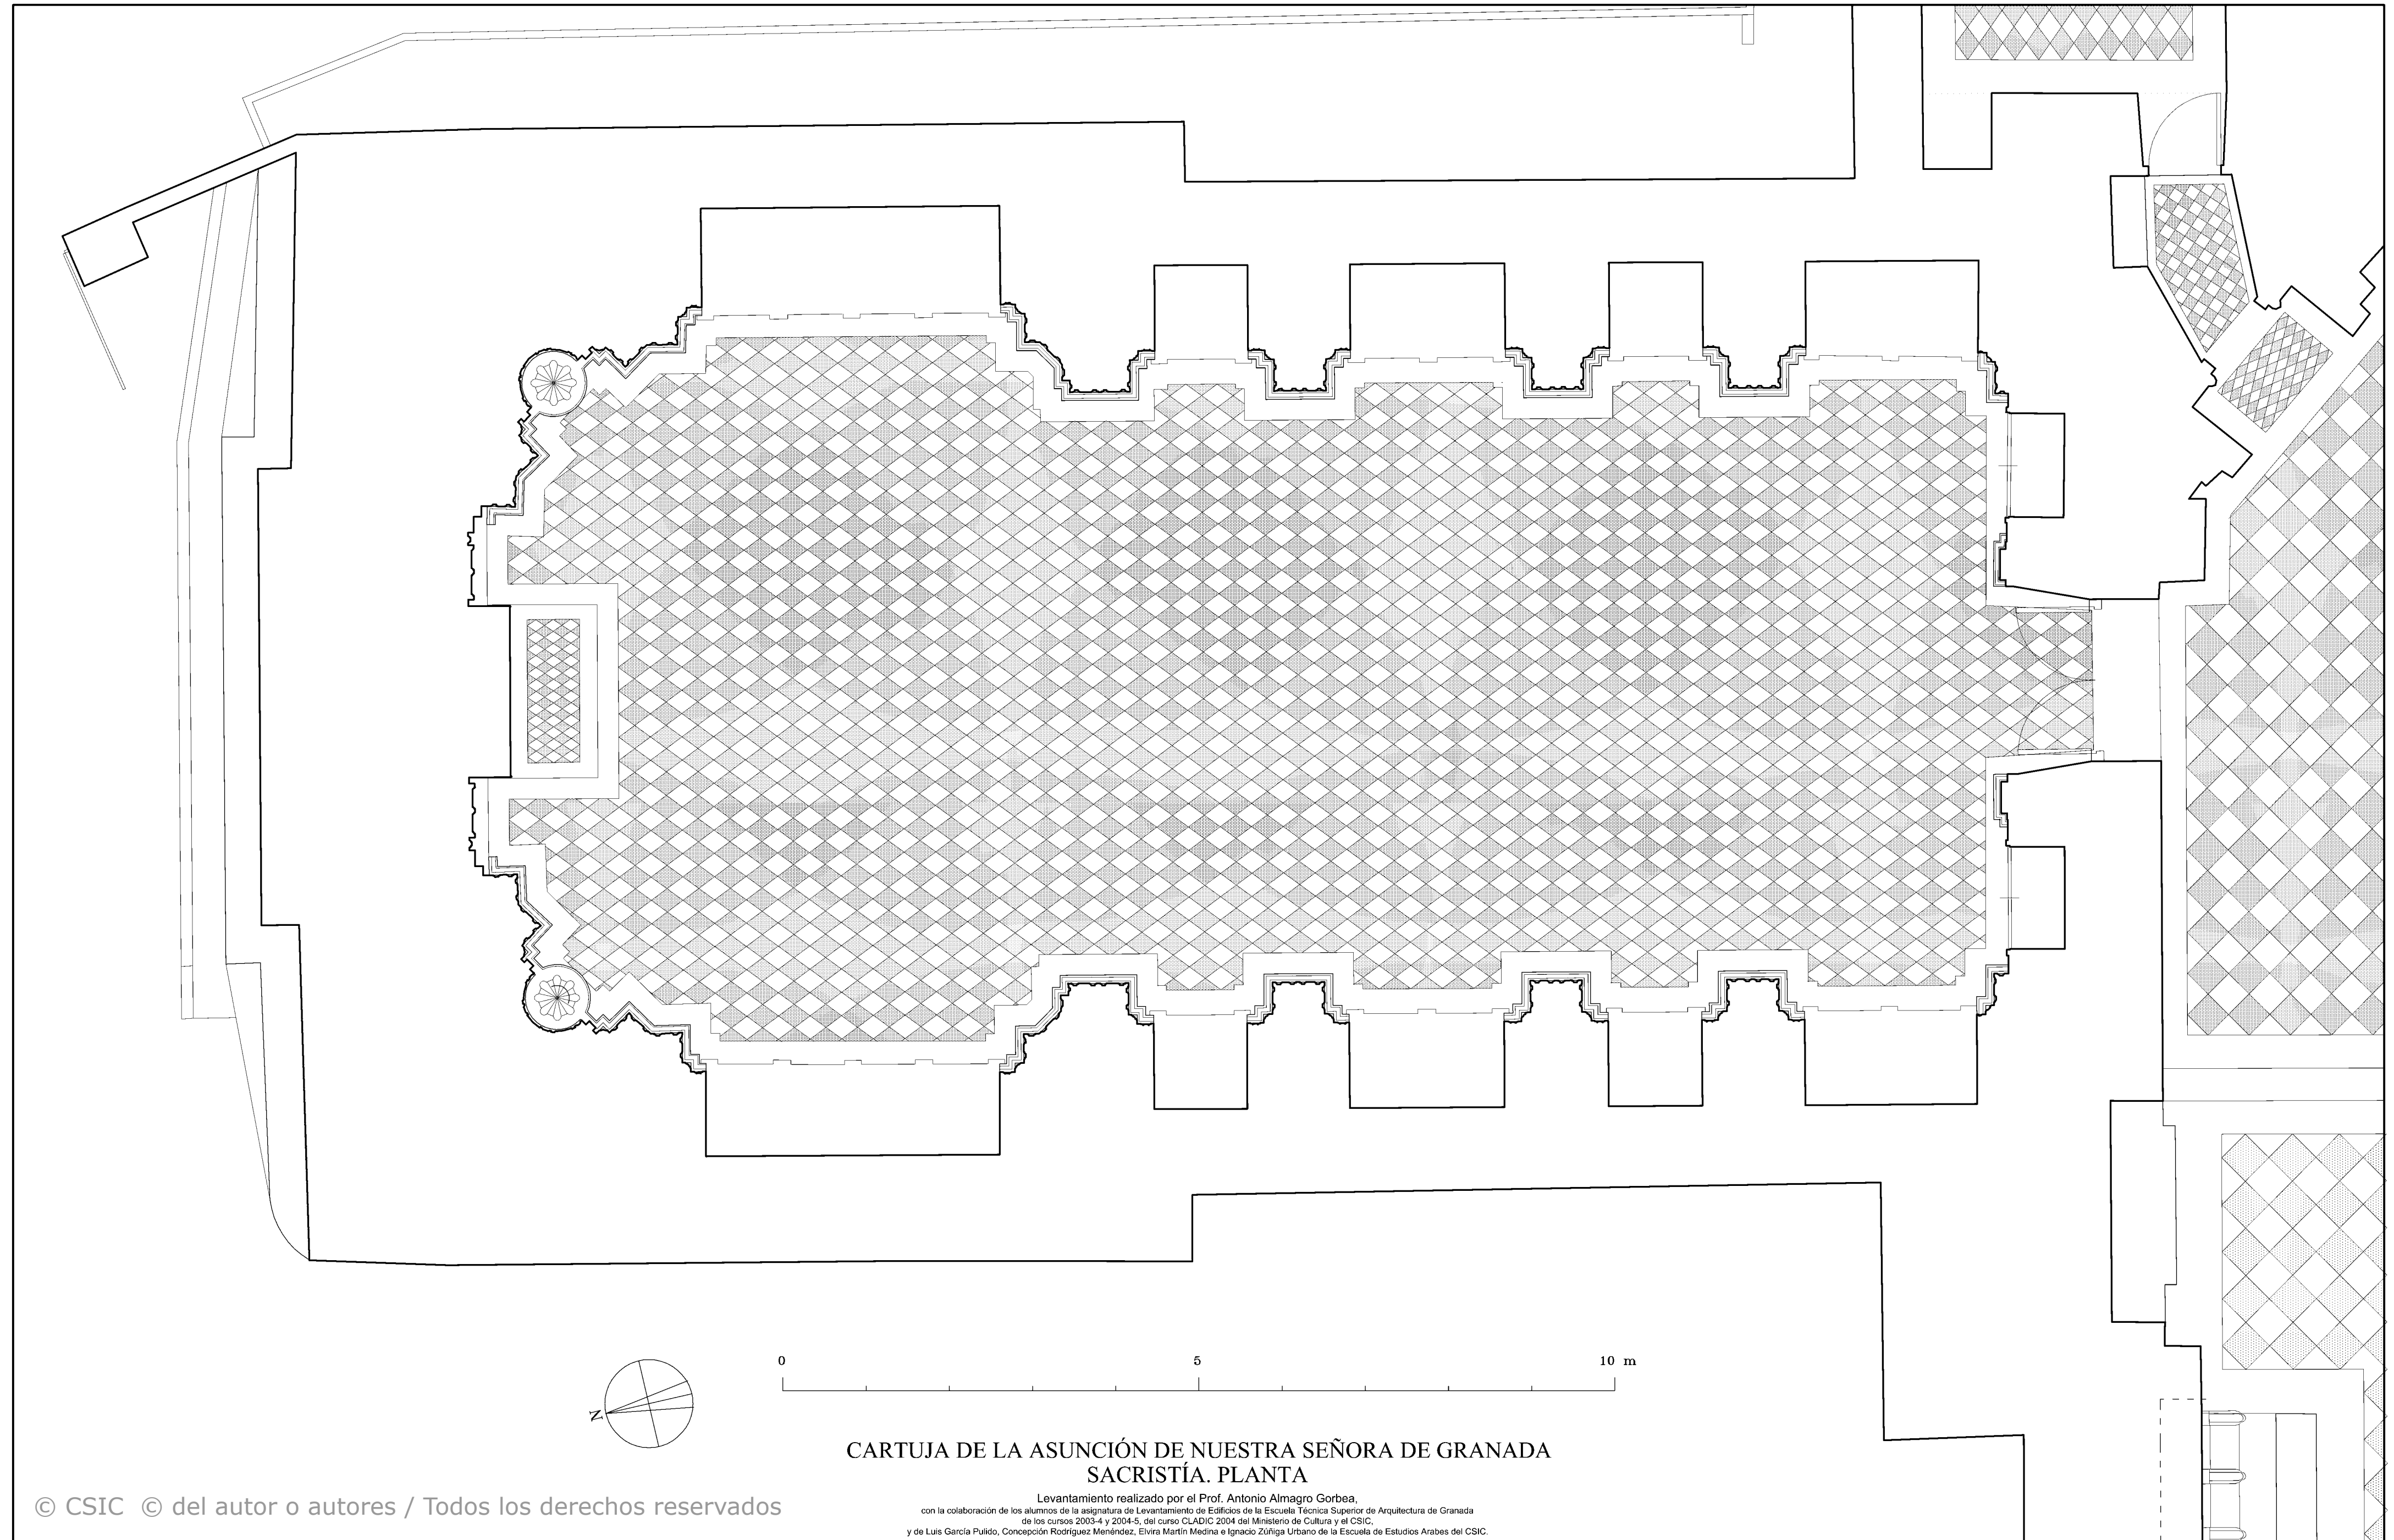 0 5 10 m
N
CARTUJA DE LA ASUNCIÓN DE NUESTRA SEÑORA DE GRANADA
SACRISTÍA. PLANTA
Levantamiento realizado por el Prof. Antonio Almagro Gorbea,
con la colaboración de los alumnos de la asignatura de Levantamiento de Edificios de la Escuela Técnica Superior de Arquitectura de Granada
de los cursos 2003-4 y 2004-5, del curso CLADIC 2004 del Ministerio de Cultura y el CSIC,
y de Luis García Pulido, Concepción Rodríguez Menéndez, Elvira Martín Medina e Ignacio Zúñiga Urbano de la Escuela de Estudios Arabes del CSIC.
© CSIC © del autor o autores / Todos los derechos reservados